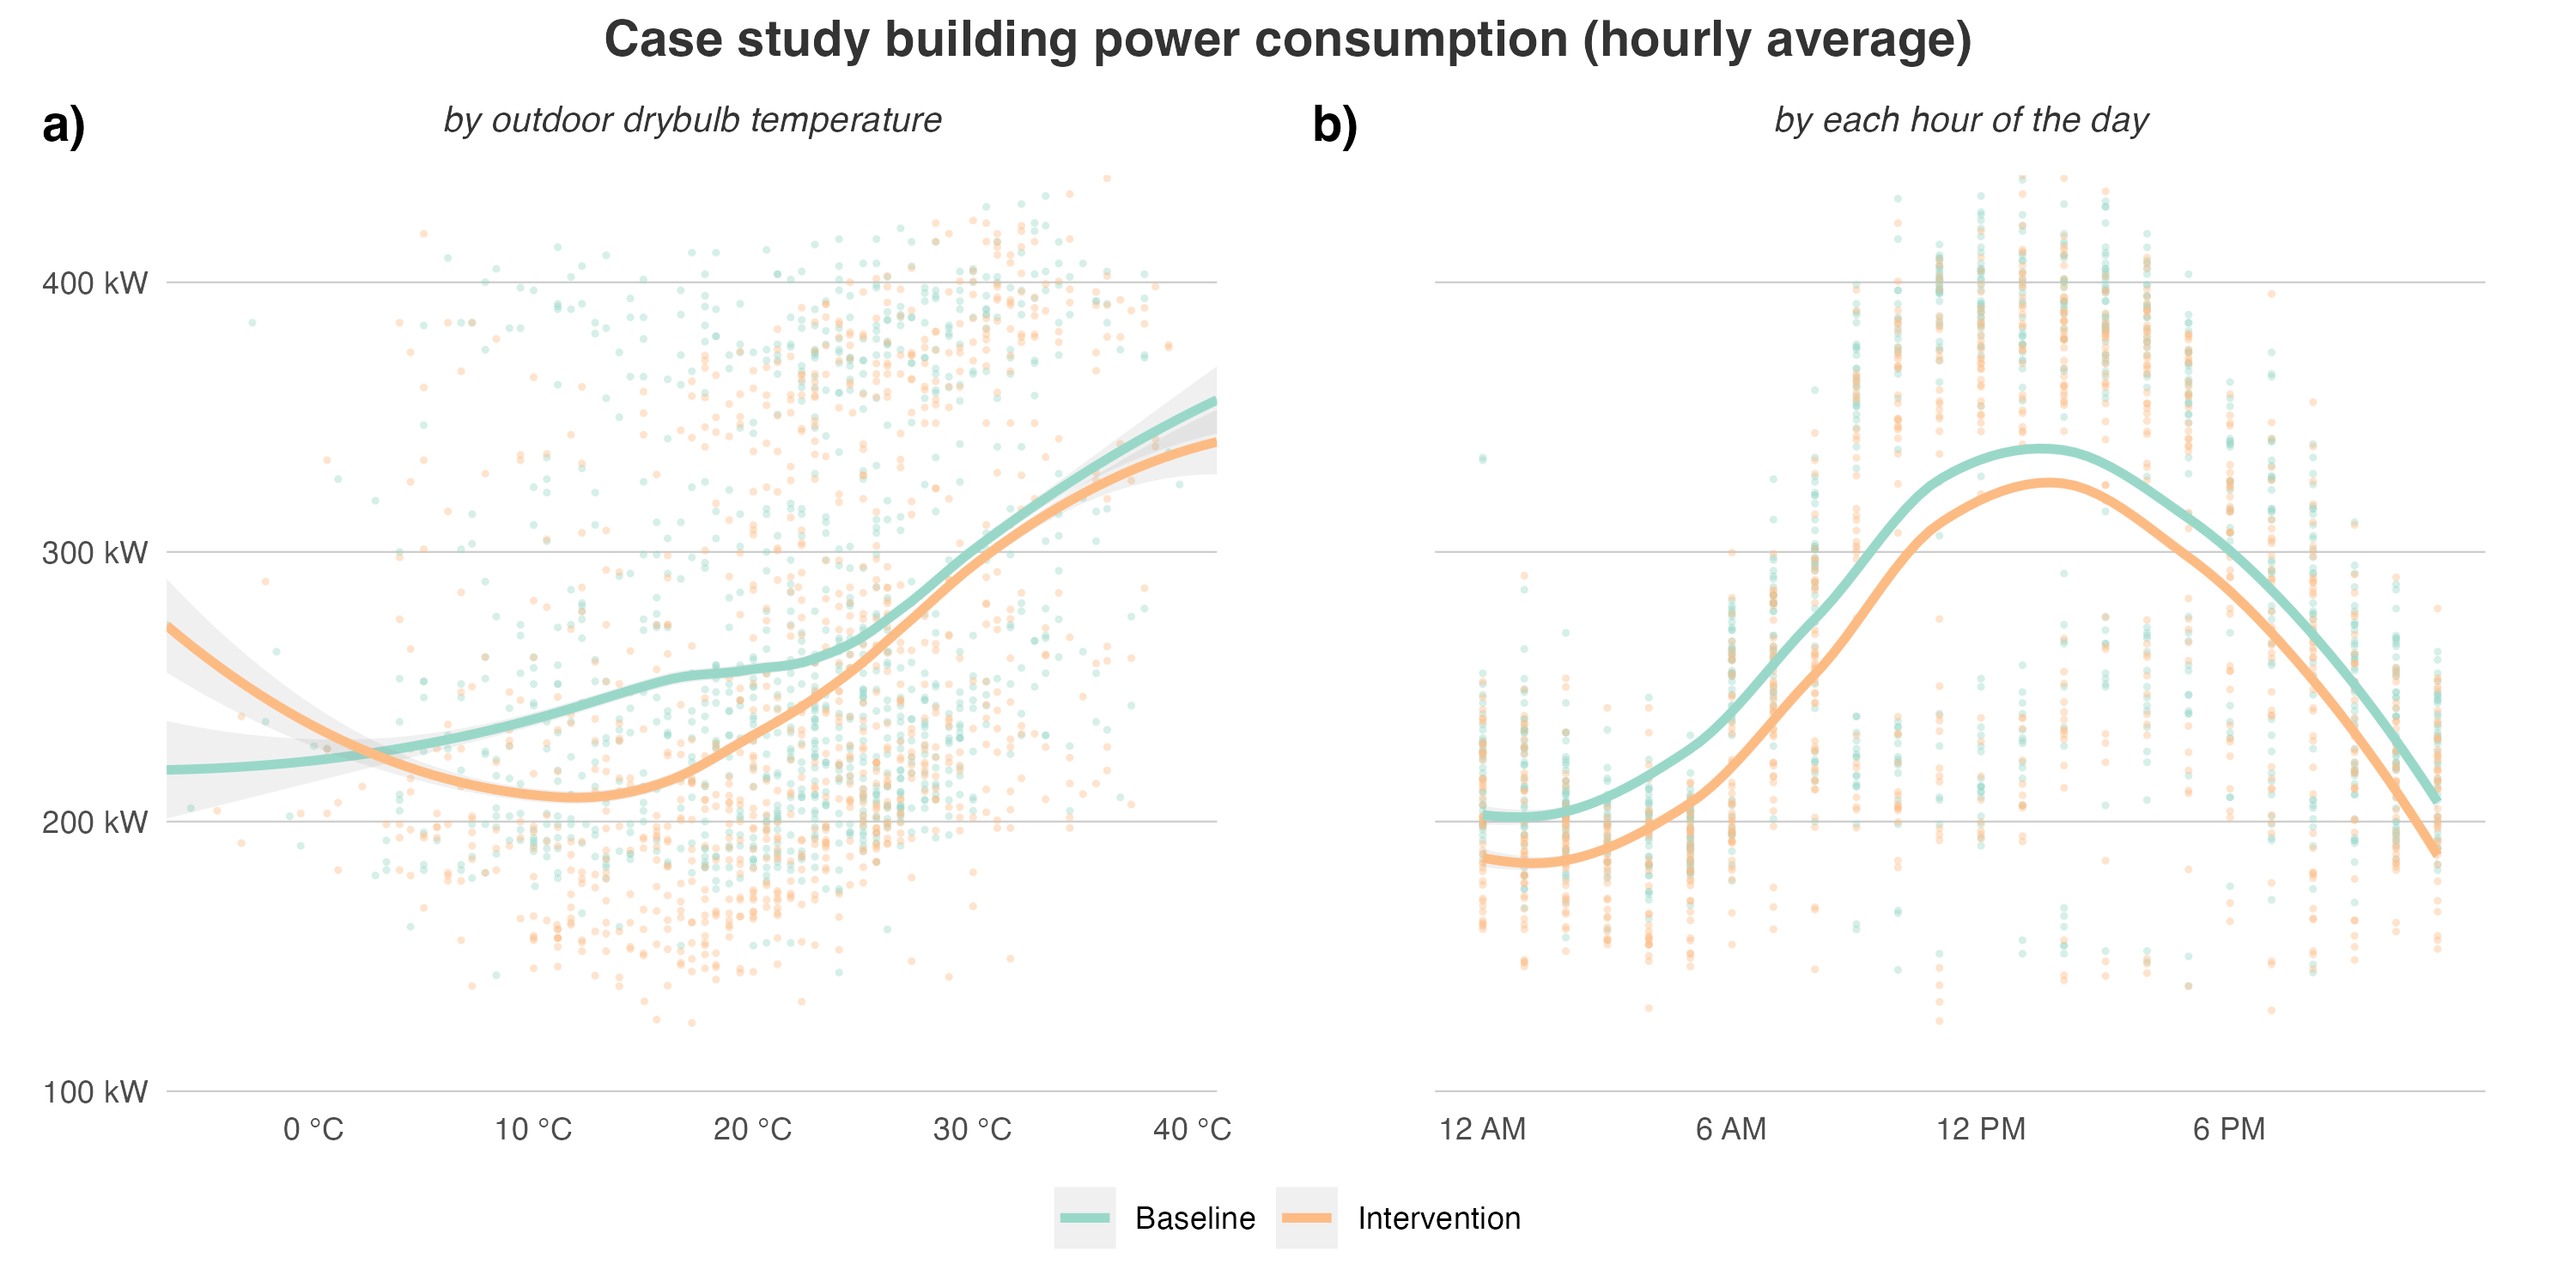 Case study building power consumption (hourly average)
a)
by outdoor drybulb temperature
400 kW
300 kW
200 kW
100 kW
0 °C 10 °C 20 °C 30 °C 40 °C
b)
by each hour of the day
12 AM 6 AM 12 PM 6 PM
Baseline Intervention